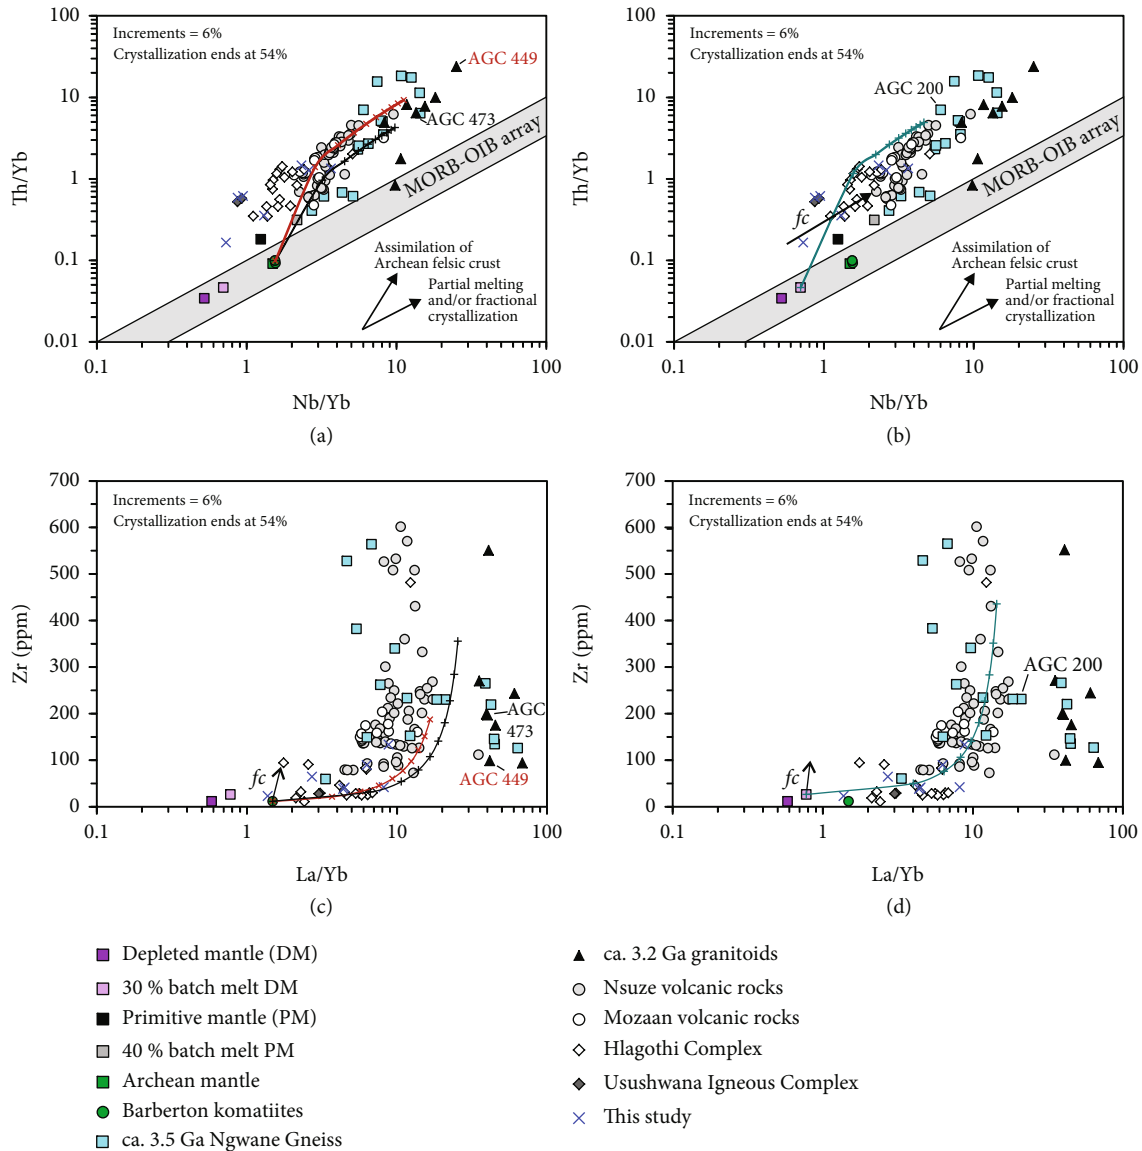 100
10
1
0.1
0.01
Th/Yb
Increments = 6%
Crystallization ends at 54%
AGC 449
AGC 473
MORB-OIB array
Assimilation of
Archean felsic crust
Partial melting
and/or fractional
crystallization
0.1
1
10
100
Nb/Yb
(a)
100
10
1
0.1
0.01
Th/Yb
Increments = 6%
Crystallization ends at 54%
AGC 200
MORB-OIB array
fc
Assimilation of
Archean felsic crust
Partial melting
and/or fractional
crystallization
0.1
1
10
100
Nb/Yb
(b)
700
600
500
400
300
200
100
0
Zr (ppm)
Increments = 6%
Crystallization ends at 54%
AGC
473
AGC 449
fc
0.1
1
10
100
La/Yb
(c)
700
600
500
400
300
200
100
0
Zr (ppm)
Increments = 6%
Crystallization ends at 54%
AGC 200
fc
0.1
1
10
100
La/Yb
(d)
Depleted mantle (DM)
30 % batch melt DM
Primitive mantle (PM)
40 % batch melt PM
Archean mantle
Barberton komatiites
ca. 3.5 Ga Ngwane Gneiss
ca. 3.2 Ga granitoids
Nsuze volcanic rocks
Mozaan volcanic rocks
Hlagothi Complex
Usushwana Igneous Complex
This study